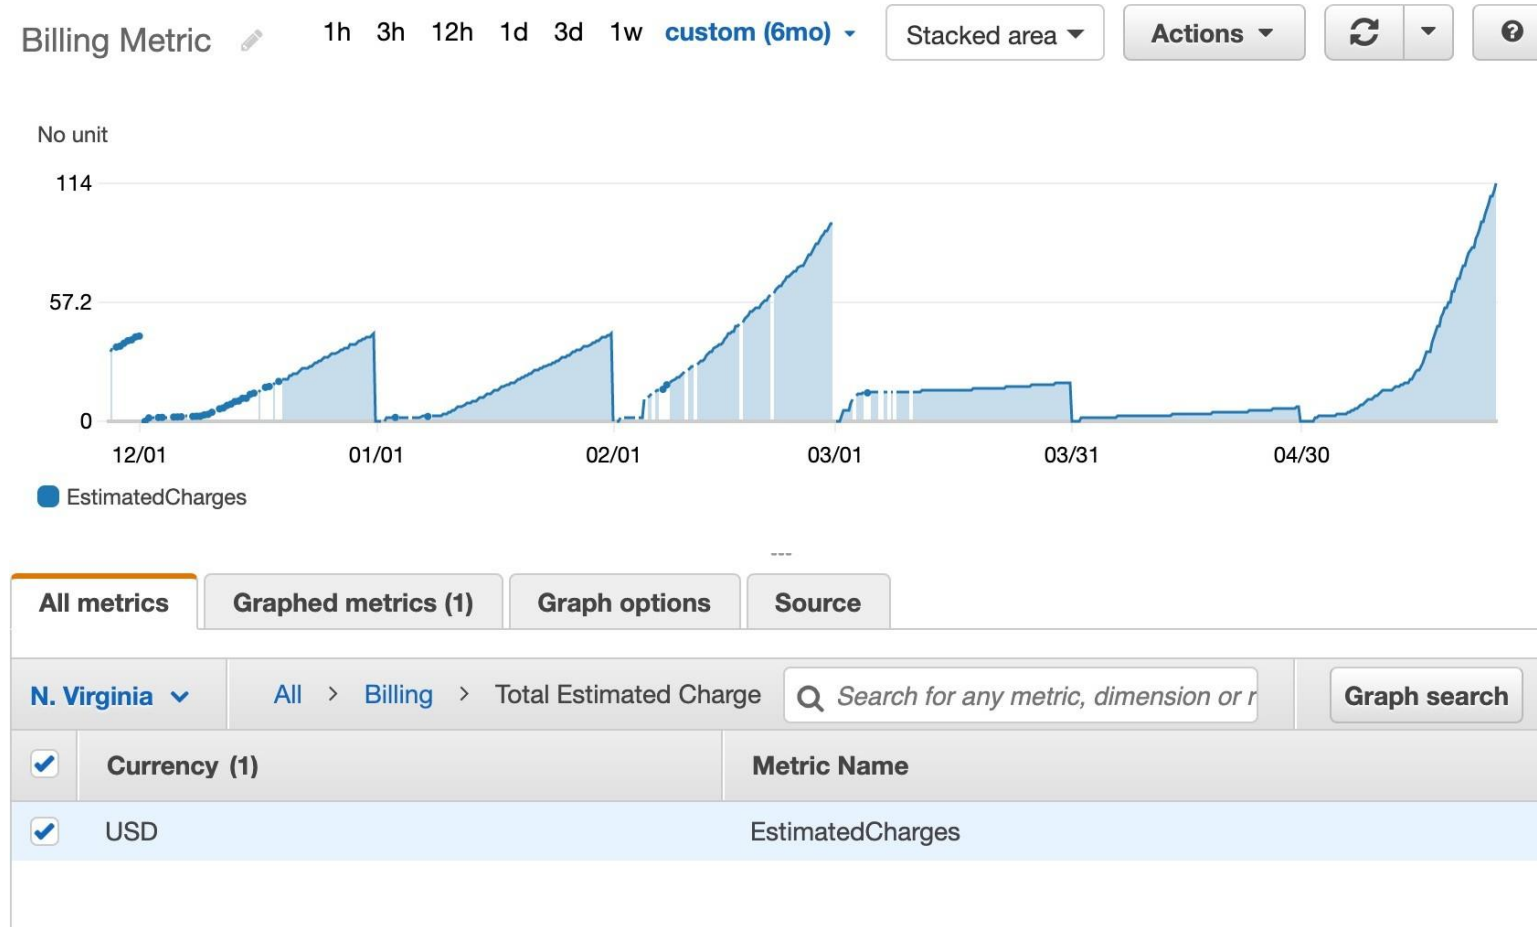 Billing Metric 1h 3h 12h 1d 3d 1w custom (6mo) Stacked area Actions ?
No unit
114
57.2
0
12/01 01/01 02/01 03/01 03/31 04/30
EstimatedCharges
All metrics Graphed metrics (1) Graph options Source
N. Virginia All > Billing > Total Estimated Charge Search for any metric, dimension or r Graph search
Currency (1) Metric Name
USD EstimatedCharges